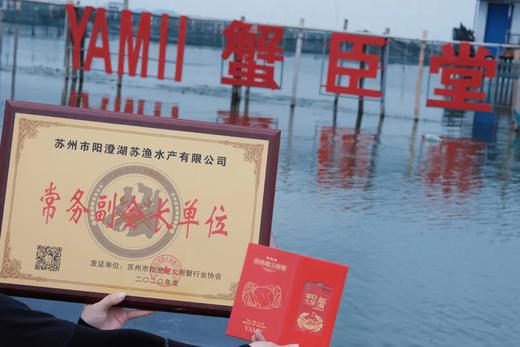 YAMII 蟹臣堂
苏州市阳澄湖苏渔水产有限公司
常务副会长单位
发证单位：苏州市阳澄湖大闸蟹行业协会
二〇二〇年度
蟹
YAMII